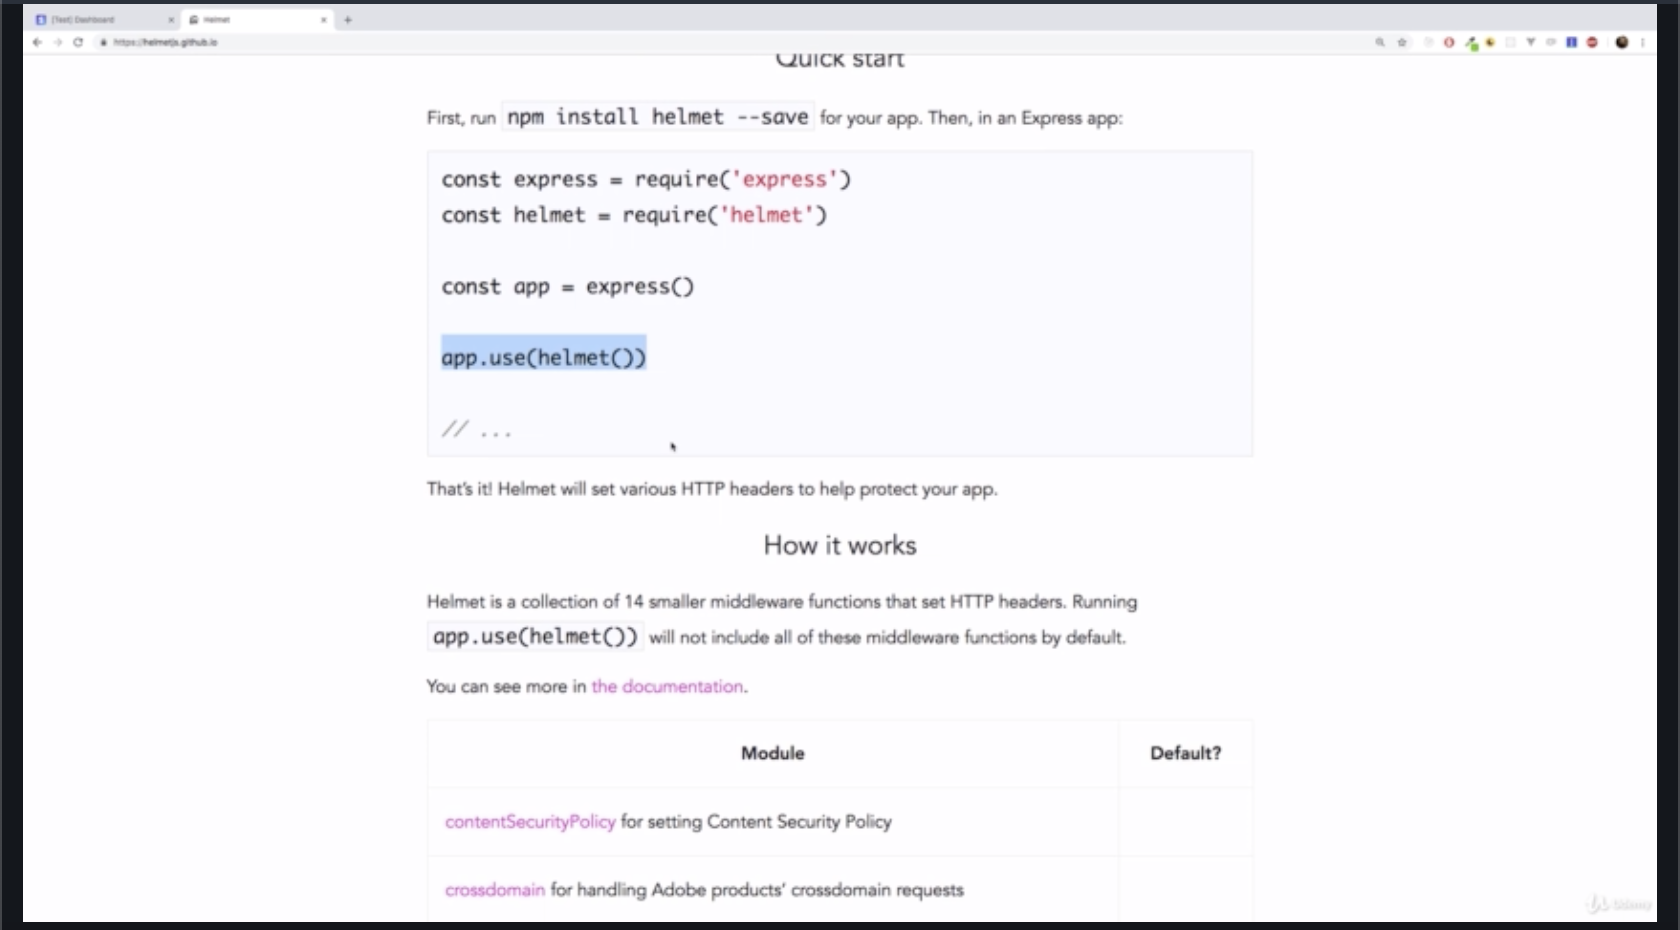 [Test] Dashboard
Helmet
https://helmetjs.github.io
Quick start
First, run npm install helmet --save for your app. Then, in an Express app:
const express = require('express')
const helmet = require('helmet')
const app = express()
app.use(helmet())
// ...
That's it! Helmet will set various HTTP headers to help protect your app.
How it works
Helmet is a collection of 14 smaller middleware functions that set HTTP headers. Running
app.use(helmet()) will not include all of these middleware functions by default.
You can see more in the documentation.
Module Default?
contentSecurityPolicy for setting Content Security Policy
crossdomain for handling Adobe products' crossdomain requests
Udemy